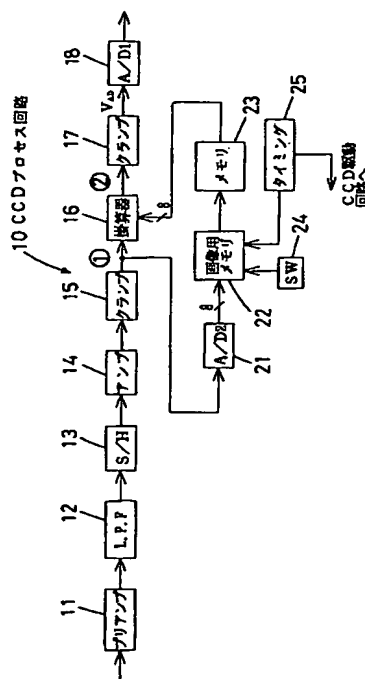 10 CCDプロセス回路
11
プリアンプ
12
L.P.F
13
S/H
14
アンプ
15
クランプ
①
16
掛算器
②
17
クランプ
VAD
18
A/D1
8
21
A/D2
8
22
画像用
メモリ
23
メモリ
24
SW
25
タイミング
CCD駆動
回路へ